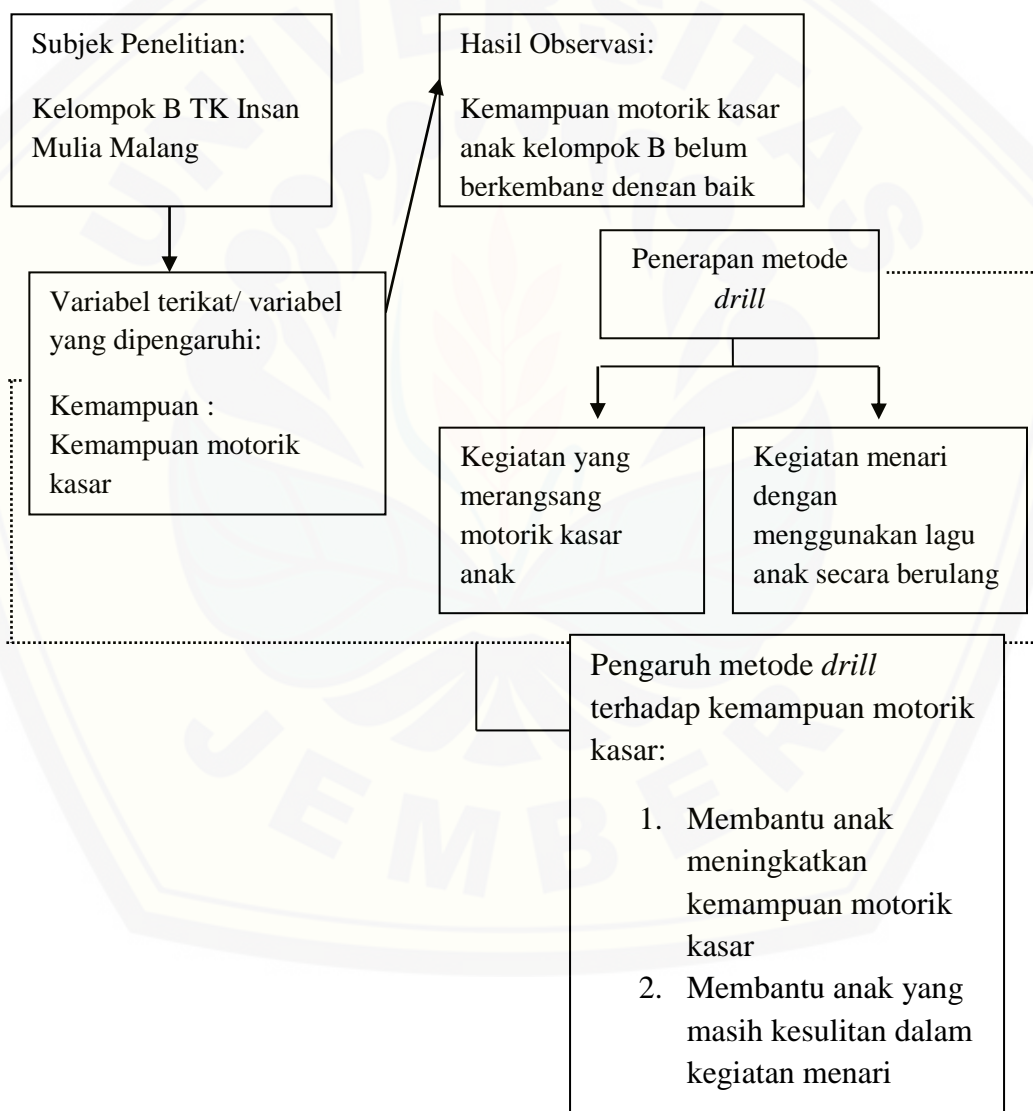 UNIVERSITAS
JEMBER
Subjek Penelitian:
Kelompok B TK Insan
Mulia Malang
Hasil Observasi:
Kemampuan motorik kasar
anak kelompok B belum
berkembang dengan baik
Variabel terikat/ variabel
yang dipengaruhi:
Kemampuan :
Kemampuan motorik
kasar
Penerapan metode
drill
Kegiatan yang
merangsang
motorik kasar
anak
Kegiatan menari
dengan
menggunakan lagu
anak secara berulang
Pengaruh metode drill
terhadap kemampuan motorik
kasar:
1. Membantu anak
meningkatkan
kemampuan motorik
kasar
2. Membantu anak yang
masih kesulitan dalam
kegiatan menari